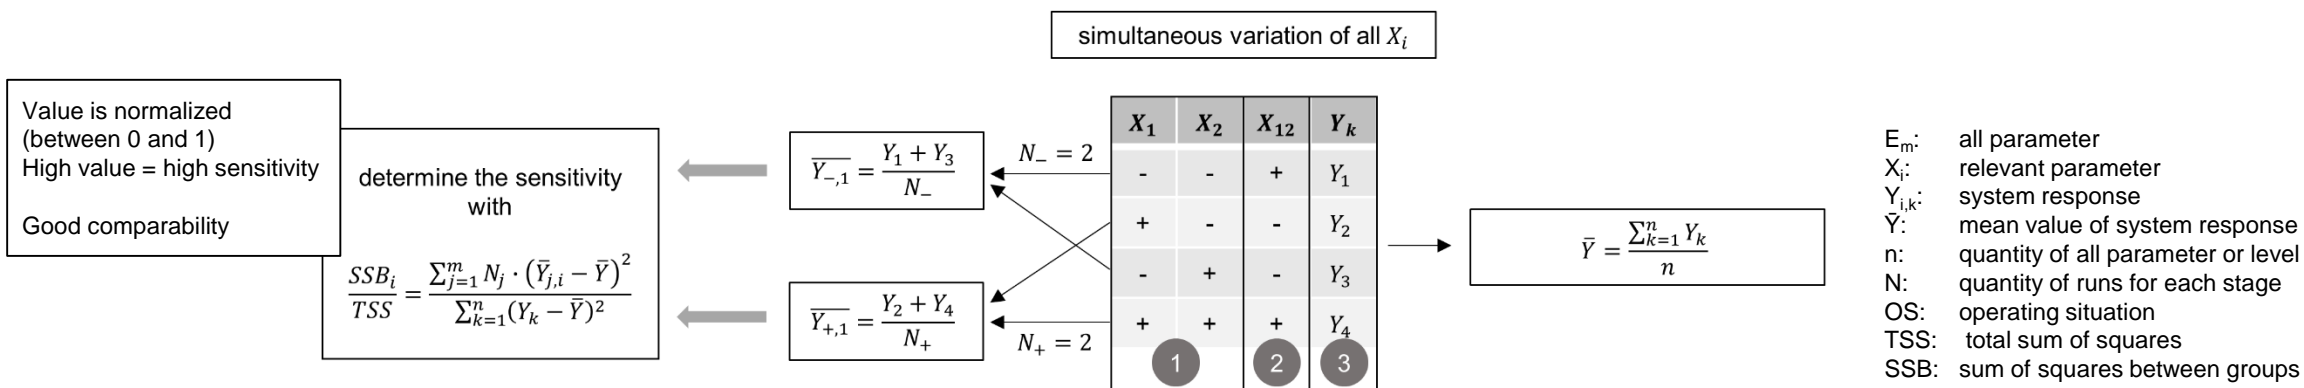 simultaneous variation of all X_i
Value is normalized
(between 0 and 1)
High value = high sensitivity
Good comparability
determine the sensitivity
with
SSB_i/TSS = ∑_{j=1}^{m} N_j · (Ȳ_{j,i} − Ȳ)² / ∑_{k=1}^{n} (Y_k − Ȳ)²
Y̅_{-,1} = (Y_1 + Y_3)/N_-
Y̅_{+,1} = (Y_2 + Y_4)/N_+
N_- = 2
N_+ = 2
X_1 X_2 X_12 Y_k
- - + Y_1
+ - - Y_2
- + - Y_3
+ + + Y_4
1 2 3
Ȳ = ∑_{k=1}^{n} Y_k / n
E_m: all parameter
X_i: relevant parameter
Y_{i,k}: system response
Ȳ: mean value of system response
n: quantity of all parameter or level
N: quantity of runs for each stage
OS: operating situation
TSS: total sum of squares
SSB: sum of squares between groups